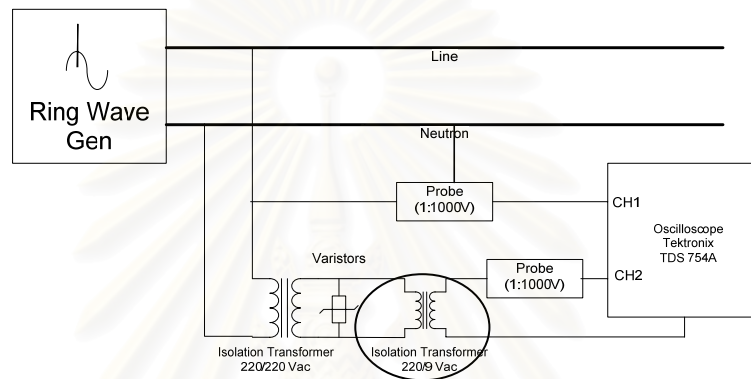 Ring Wave
Gen
Line
Neutron
Probe
(1:1000V)
CH1
Oscilloscope
Tektronix
TDS 754A
Varistors
Probe
(1:1000V)
CH2
Isolation Transformer
220/220 Vac
Isolation Transformer
220/9 Vac